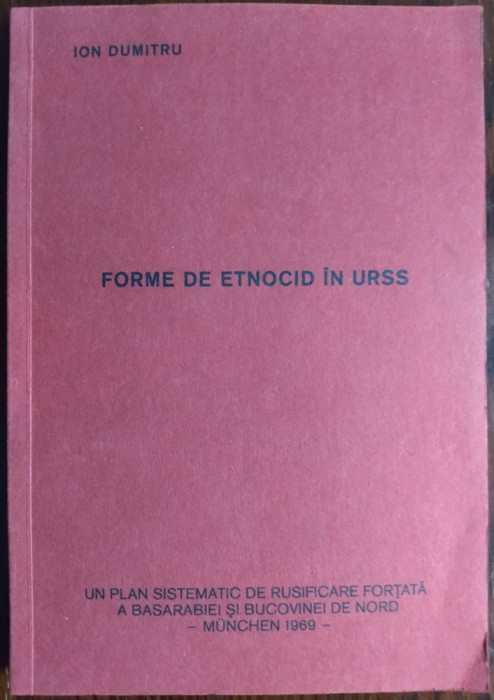 ION DUMITRU
FORME DE ETNOCID ÎN URSS
UN PLAN SISTEMATIC DE RUSIFICARE FORȚATĂ
A BASARABIEI ȘI BUCOVINEI DE NORD
– MÜNCHEN 1969 –